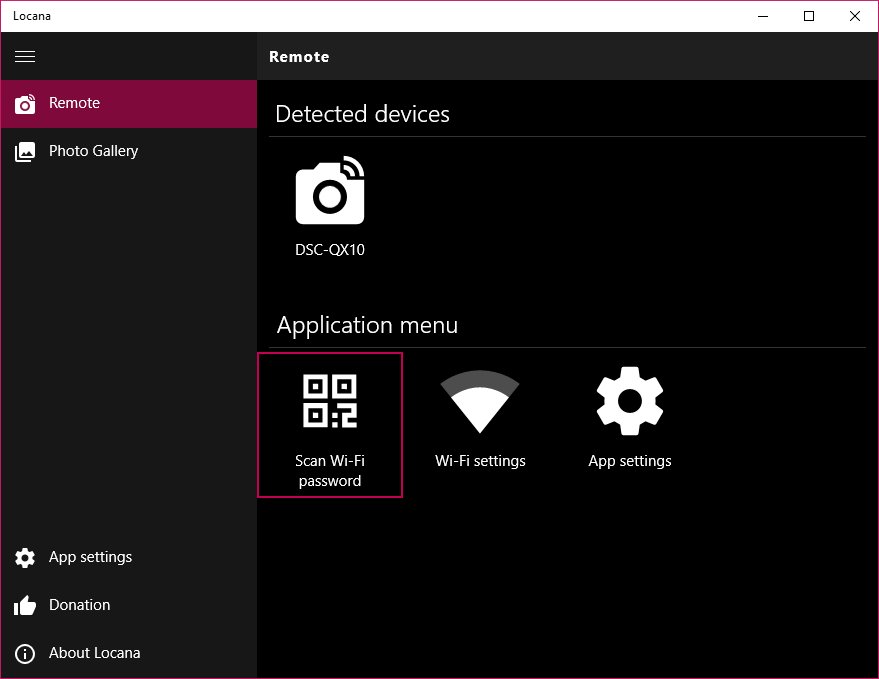 Locana
Remote
Remote
Photo Gallery
App settings
Donation
About Locana
Detected devices
DSC-QX10
Application menu
Scan Wi-Fi
password
Wi-Fi settings
App settings